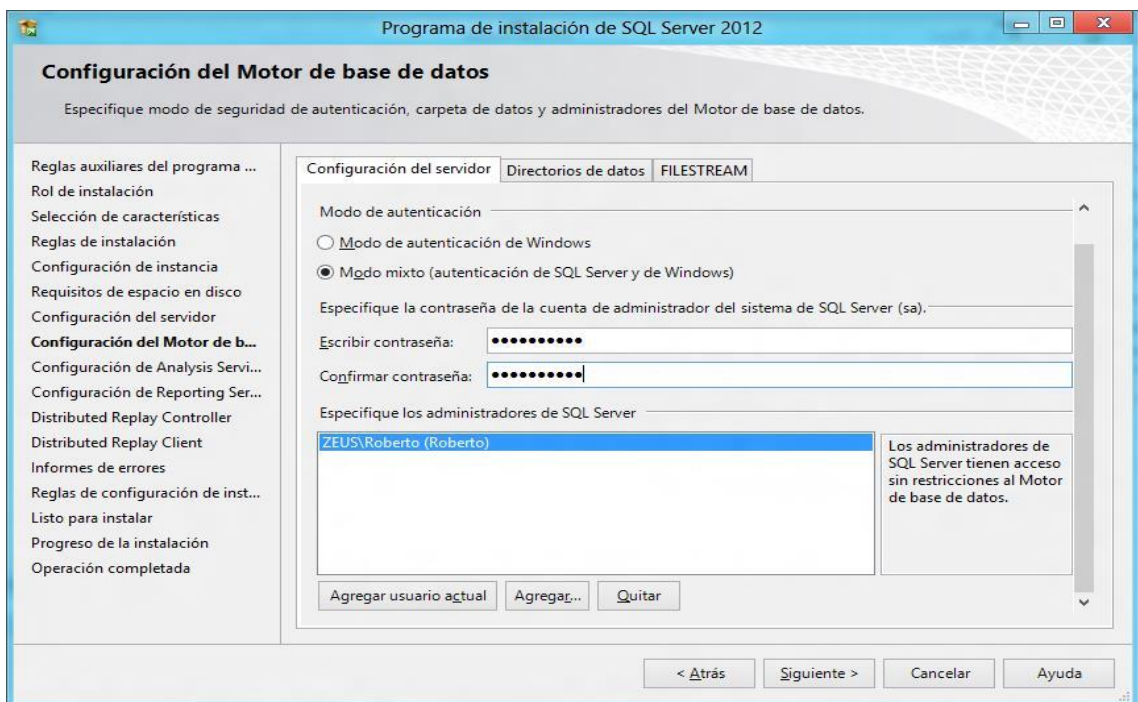 Programa de instalación de SQL Server 2012
Configuración del Motor de base de datos
Especifique modo de seguridad de autenticación, carpeta de datos y administradores del Motor de base de datos.
Reglas auxiliares del programa ...
Rol de instalación
Selección de características
Reglas de instalación
Configuración de instancia
Requisitos de espacio en disco
Configuración del servidor
Configuración del Motor de b...
Configuración de Analysis Servi...
Configuración de Reporting Ser...
Distributed Replay Controller
Distributed Replay Client
Informes de errores
Reglas de configuración de inst...
Listo para instalar
Progreso de la instalación
Operación completada
Configuración del servidor Directorios de datos FILESTREAM
Modo de autenticación
Modo de autenticación de Windows
Modo mixto (autenticación de SQL Server y de Windows)
Especifique la contraseña de la cuenta de administrador del sistema de SQL Server (sa).
Escribir contraseña: ●●●●●●●●●●
Confirmar contraseña: ●●●●●●●●●●
Especifique los administradores de SQL Server
ZEUS\Roberto (Roberto)
Los administradores de
SQL Server tienen acceso
sin restricciones al Motor
de base de datos.
Agregar usuario actual Agregar... Quitar
< Atrás Siguiente > Cancelar Ayuda